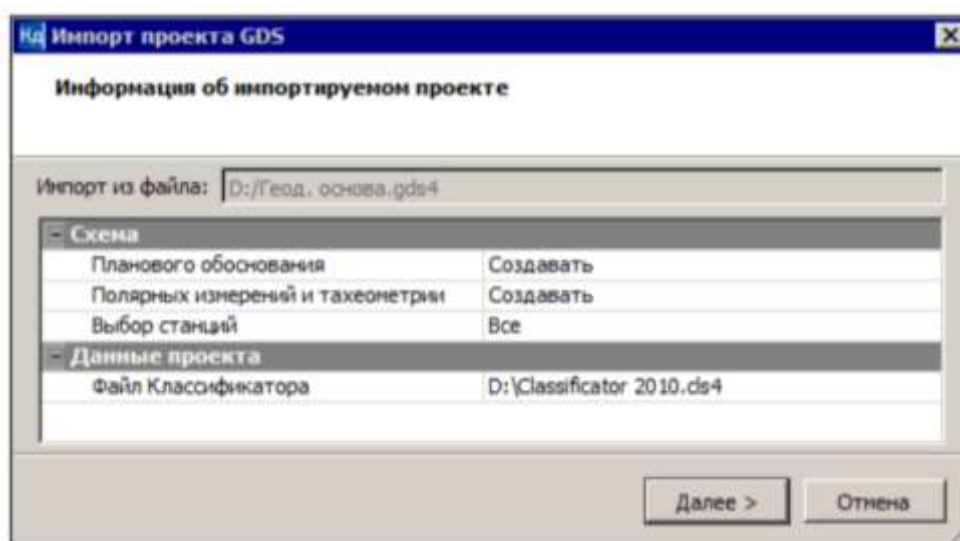 Кд Импорт проекта GDS
Информация об импортируемом проекте
Импорт из файла: D:/Геод. основа.gds4
Схема
Планового обоснования Создавать
Полярных измерений и тахеометрии Создавать
Выбор станций Все
Данные проекта
Файл Классификатора D:\Classificator 2010.cls4
Далее > Отмена